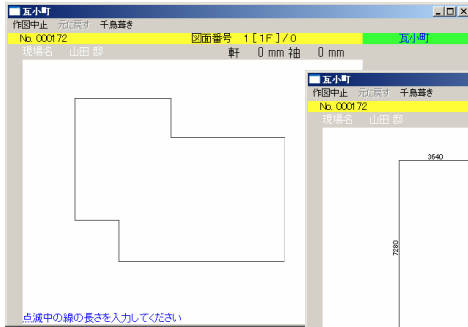 瓦小町
作図中止 元に戻す 千鳥葺き
No. 000172 図面番号 1 [ 1F ] / 0 瓦小町
現場名 山田 邸 軒 0 mm 袖 0 mm
点滅中の線の長さを入力してください
瓦小町
作図中止 元に戻す 千鳥葺き
No. 000172
現場名 山田 邸
3640
7280